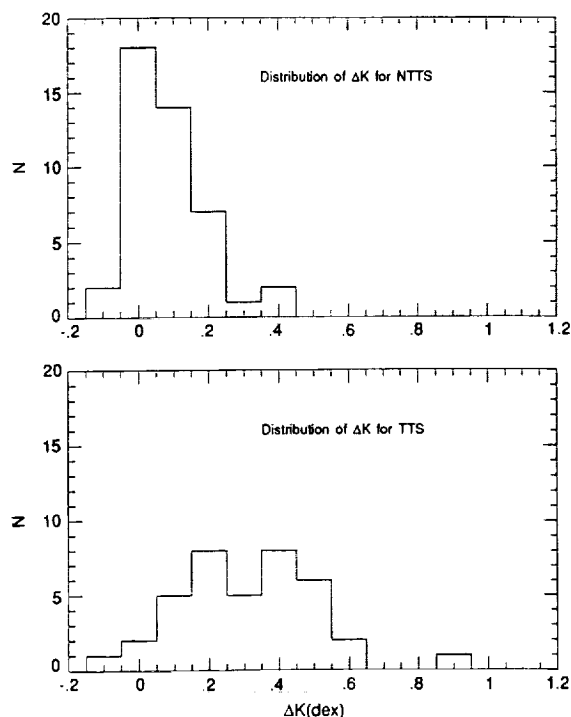 20
Distribution of ΔK for NTTS
15
N
10
5
0
-.2 0 .2 .4 .6 .8 1 1.2
20
Distribution of ΔK for TTS
15
N
10
5
0
-.2 0 .2 .4 .6 .8 1 1.2
ΔK(dex)